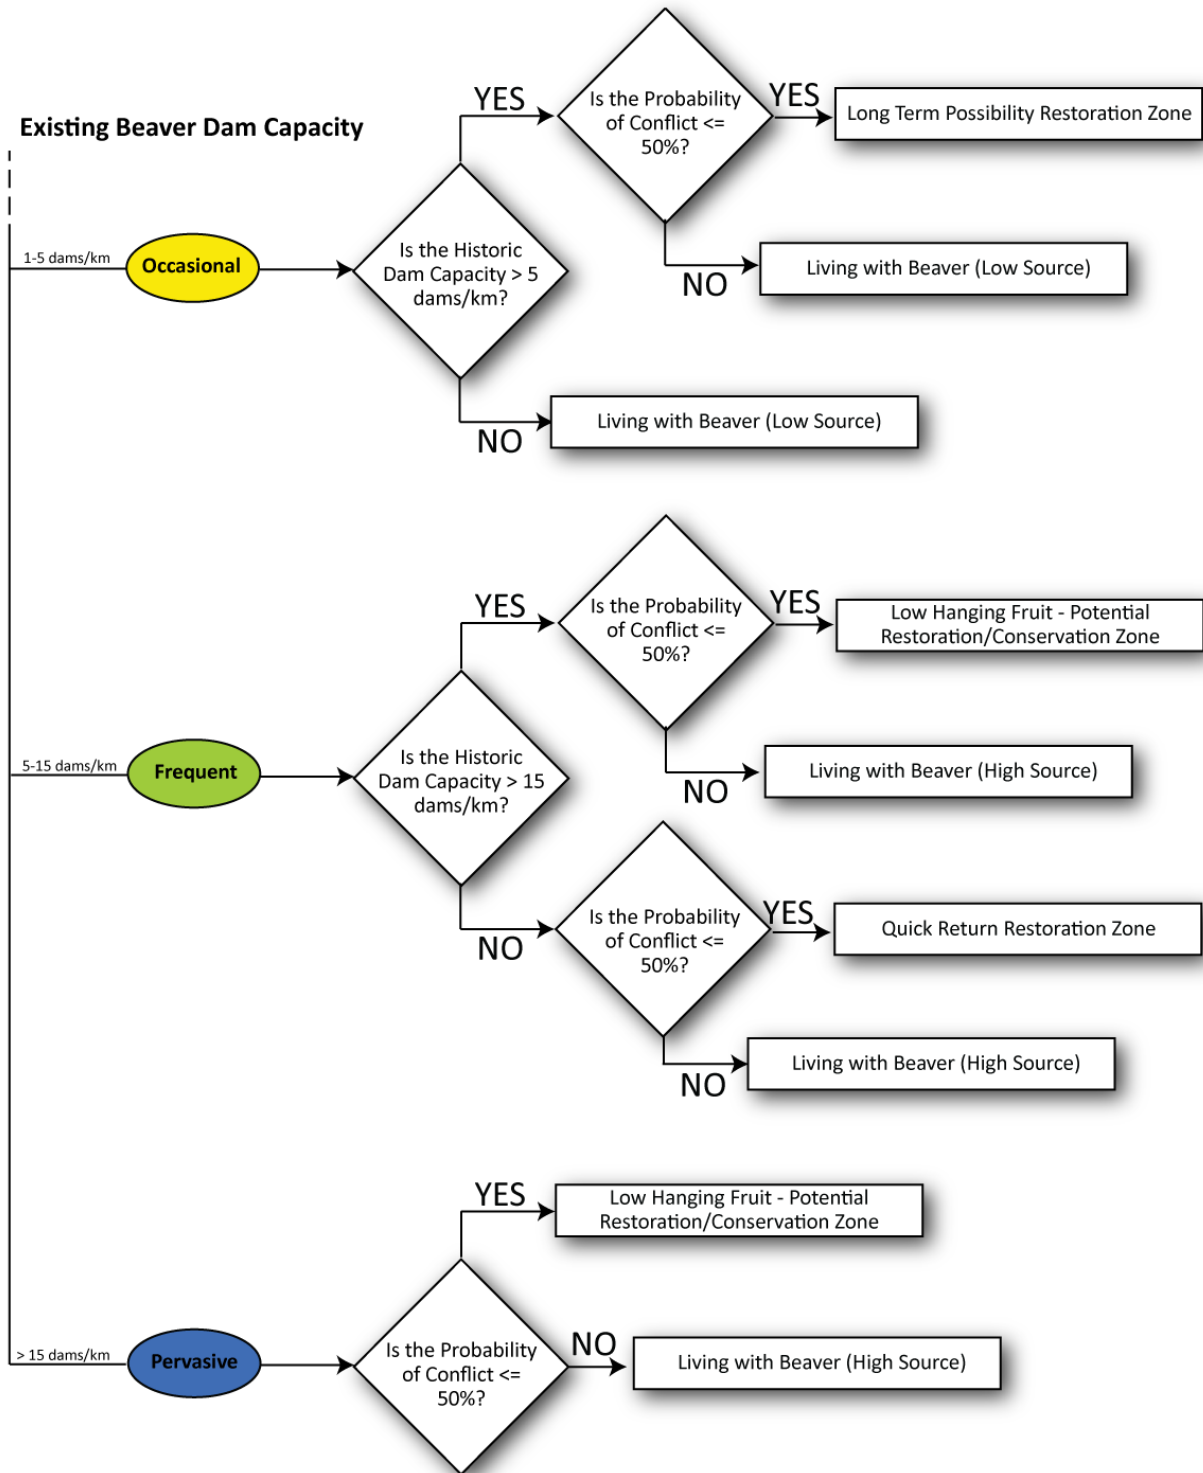 Existing Beaver Dam Capacity
1-5 dams/km
Occasional
Is the Historic
Dam Capacity > 5
dams/km?
YES
Is the Probability
of Conflict <=
50%?
YES
Long Term Possibility Restoration Zone
NO
Living with Beaver (Low Source)
NO
Living with Beaver (Low Source)
5-15 dams/km
Frequent
Is the Historic
Dam Capacity > 15
dams/km?
YES
Is the Probability
of Conflict <=
50%?
YES
Low Hanging Fruit - Potential
Restoration/Conservation Zone
NO
Living with Beaver (High Source)
NO
Is the Probability
of Conflict <=
50%?
YES
Quick Return Restoration Zone
NO
Living with Beaver (High Source)
> 15 dams/km
Pervasive
Is the Probability
of Conflict <=
50%?
YES
Low Hanging Fruit - Potential
Restoration/Conservation Zone
NO
Living with Beaver (High Source)